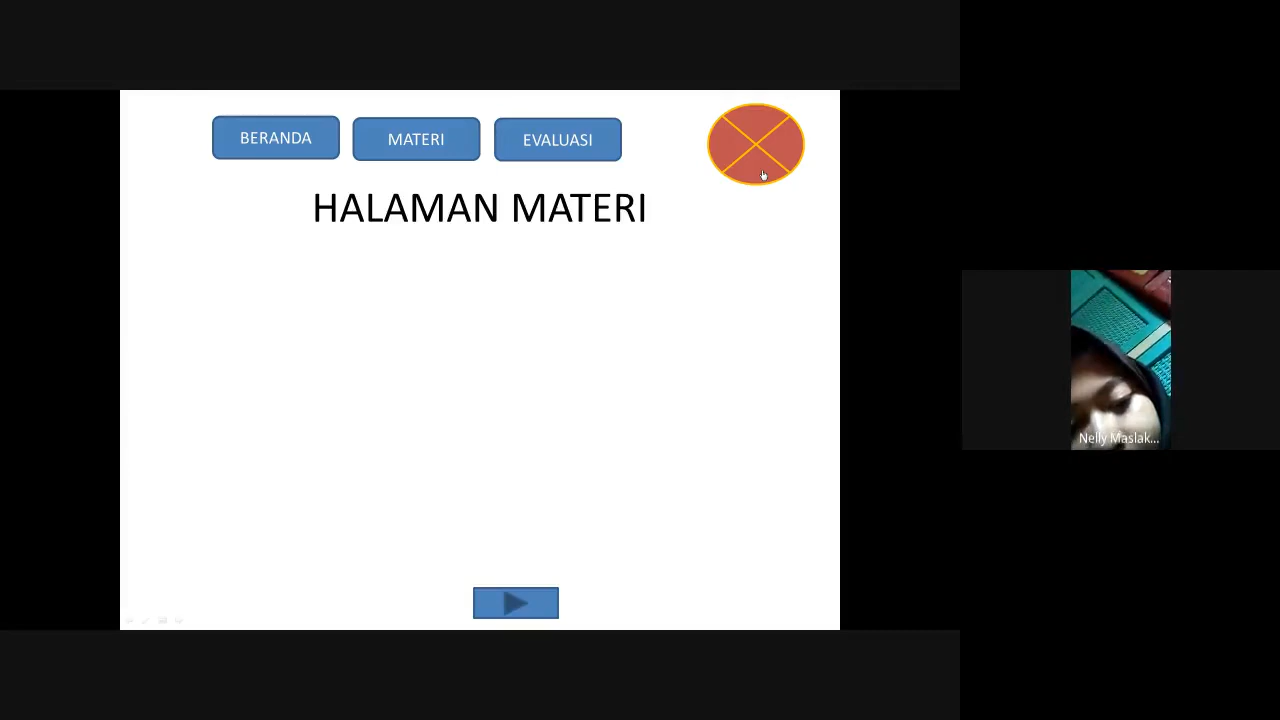 BERANDA
MATERI
EVALUASI
HALAMAN MATERI
Nelly Maslak...